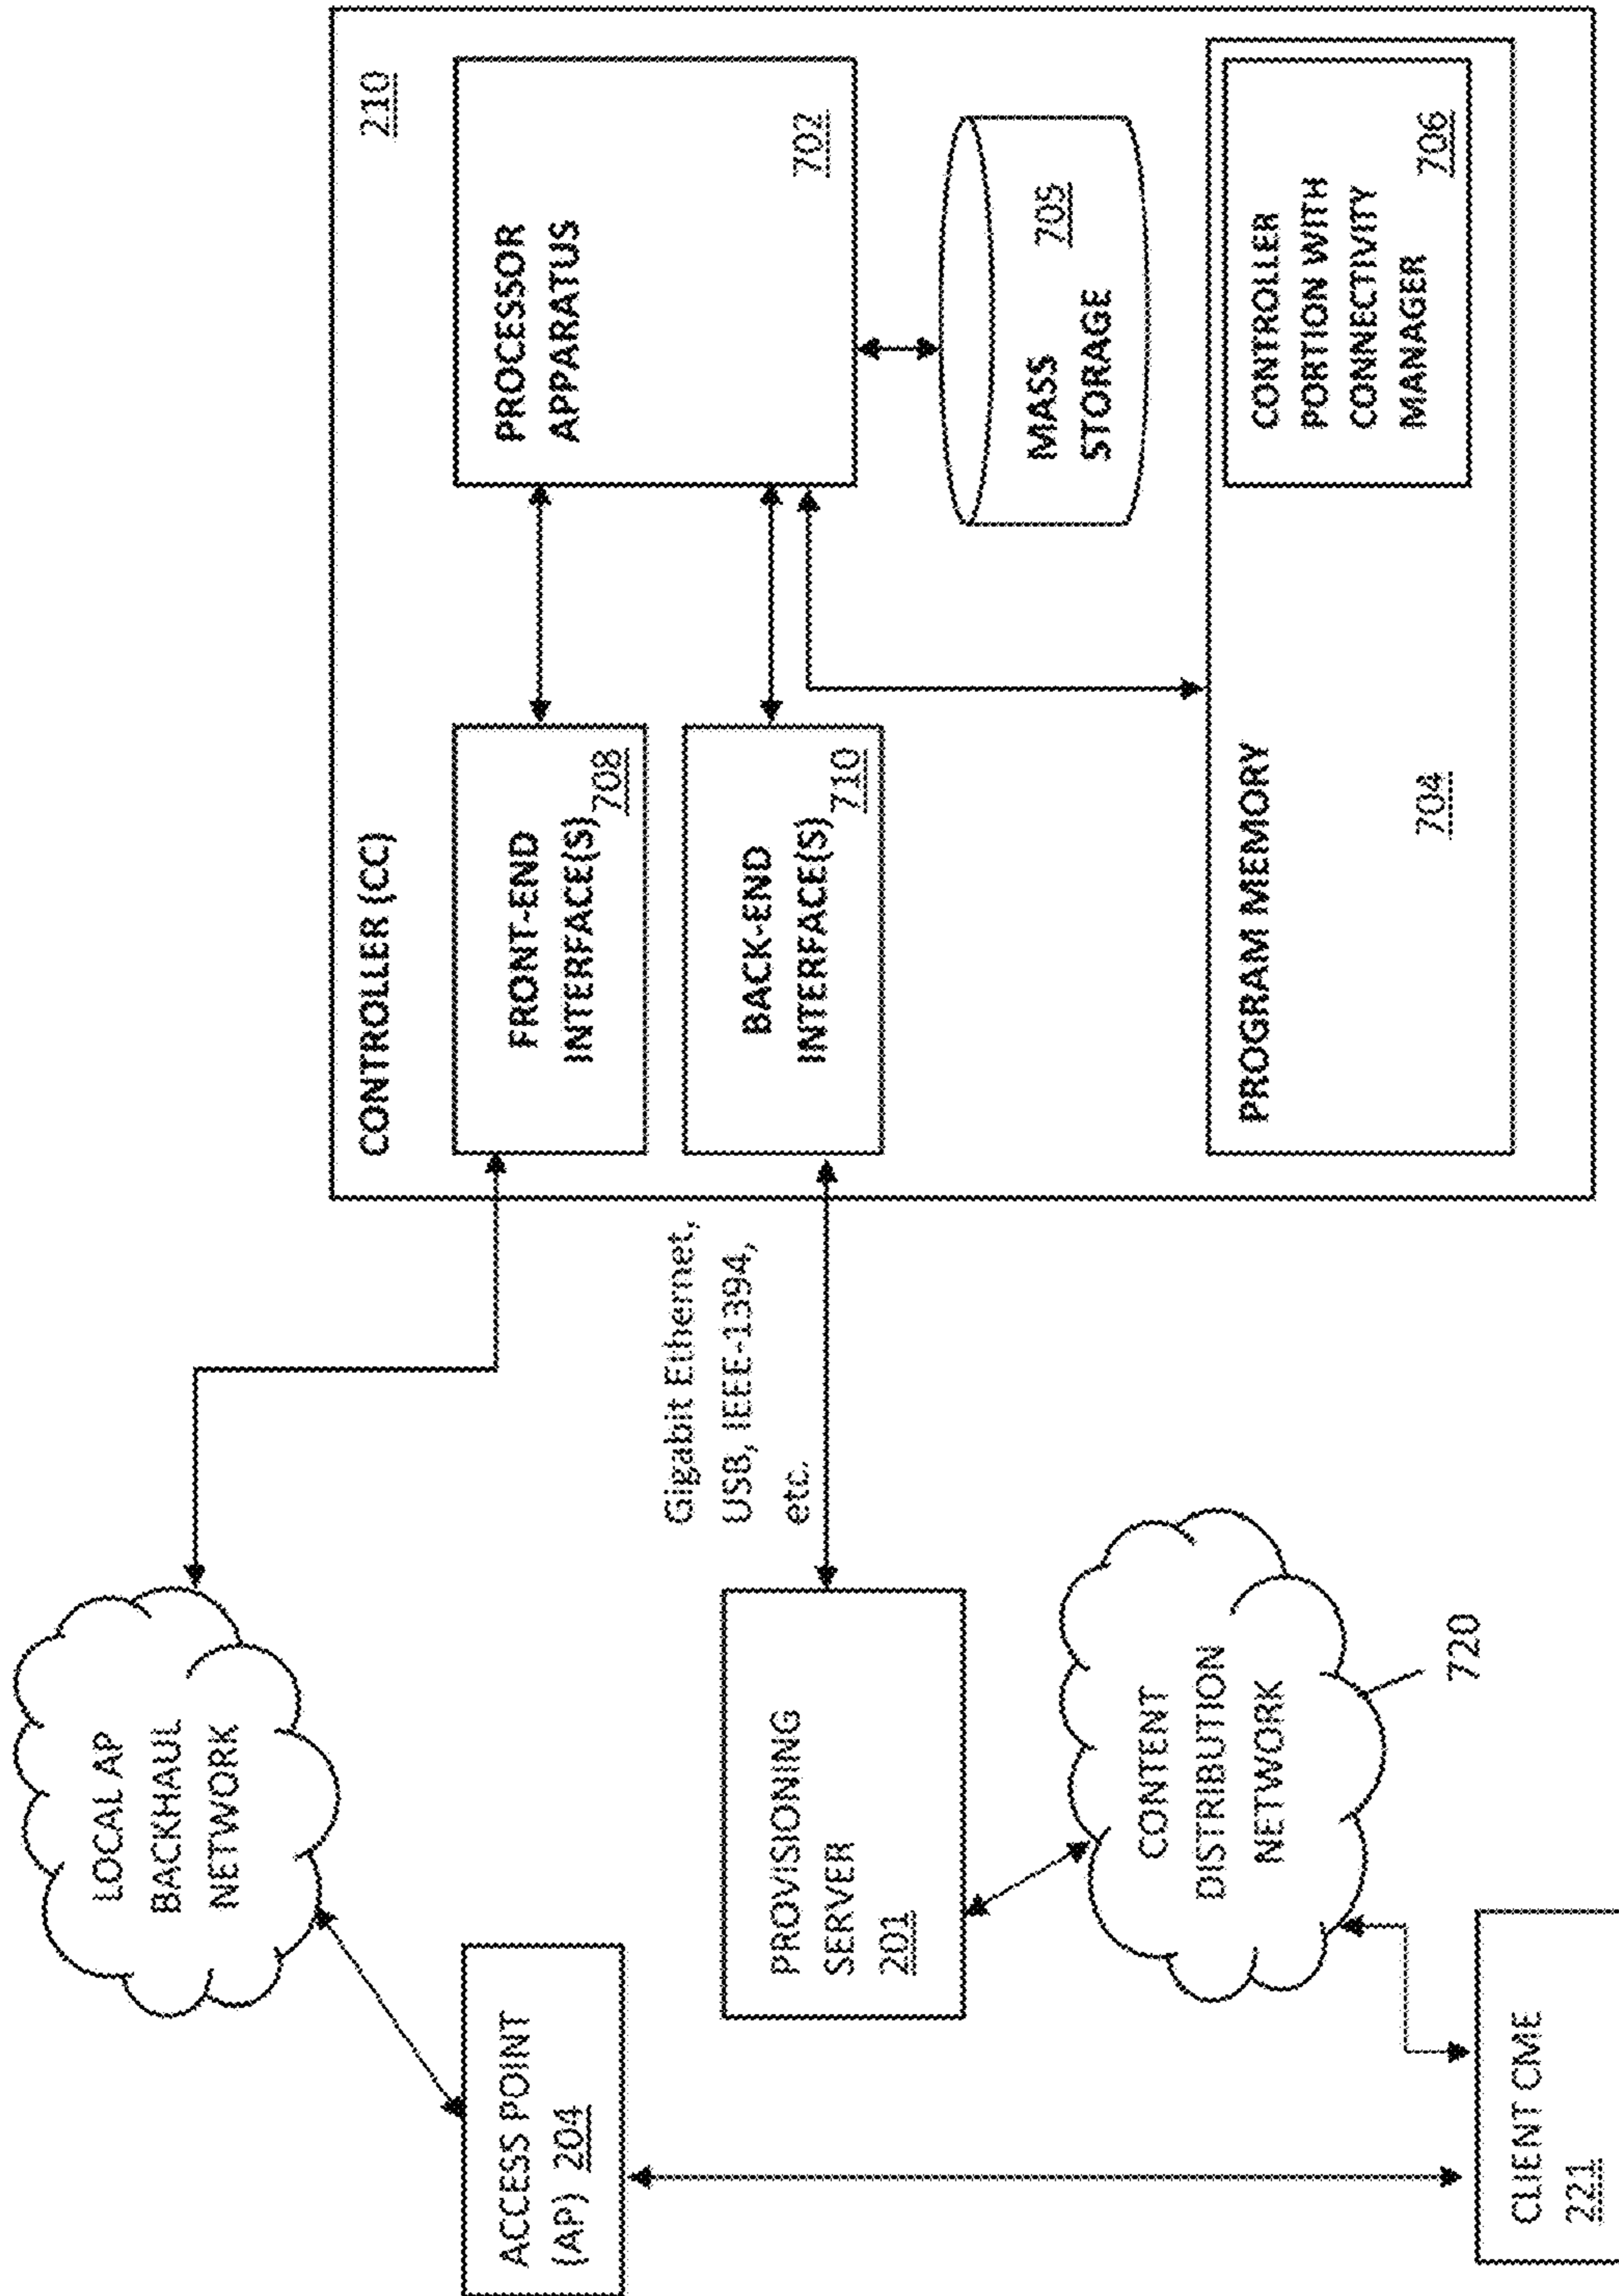 LOCAL AP
BACKHAUL
NETWORK
ACCESS POINT
(AP) 204
PROVISIONING
SERVER
201
CONTENT
DISTRIBUTION
NETWORK
720
CLIENT CME
221
Gigabit Ethernet,
USB, IEEE-1394,
etc.
CONTROLLER (CC)
210
FRONT-END
INTERFACE(S)
708
BACK-END
INTERFACE(S)
710
PROCESSOR
APPARATUS
702
MASS
STORAGE
705
PROGRAM MEMORY
704
CONTROLLER
PORTION WITH
CONNECTIVITY
MANAGER
706